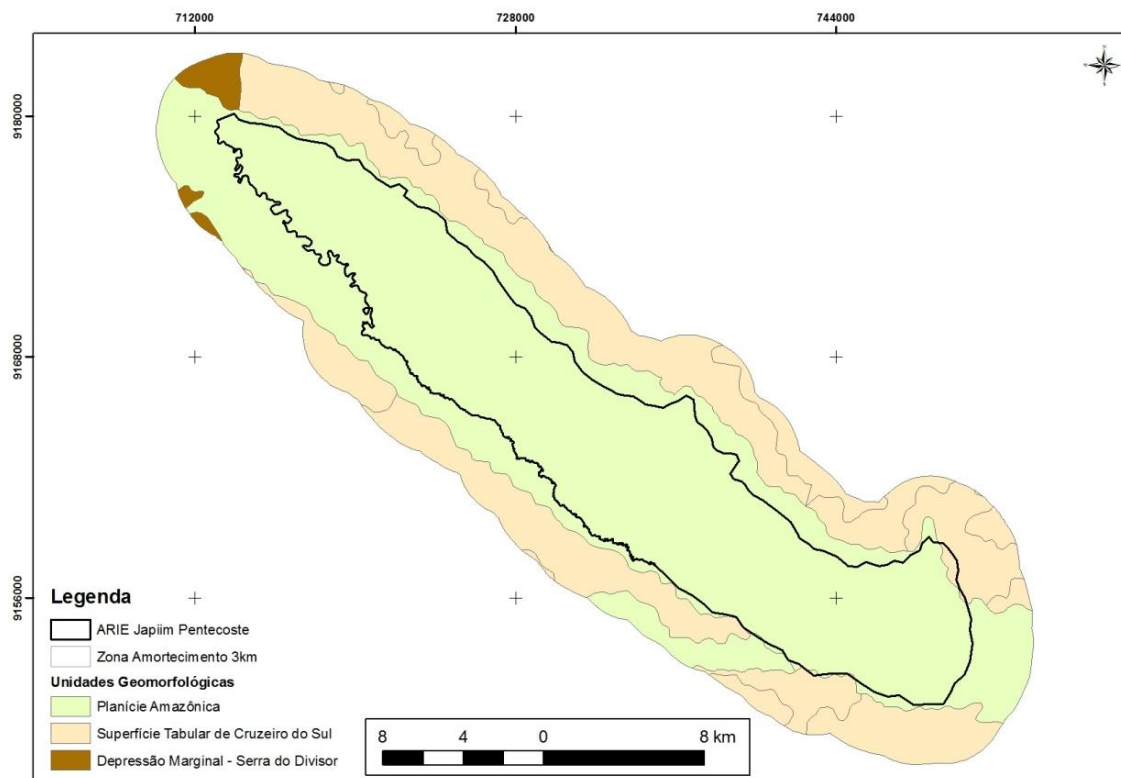 712000 728000 744000
9180000
9168000
9156000
Legenda
ARIE Japiim Pentecoste
Zona Amortecimento 3km
Unidades Geomorfológicas
Planície Amazônica
Superfície Tabular de Cruzeiro do Sul
Depressão Marginal - Serra do Divisor
8 4 0 8 km